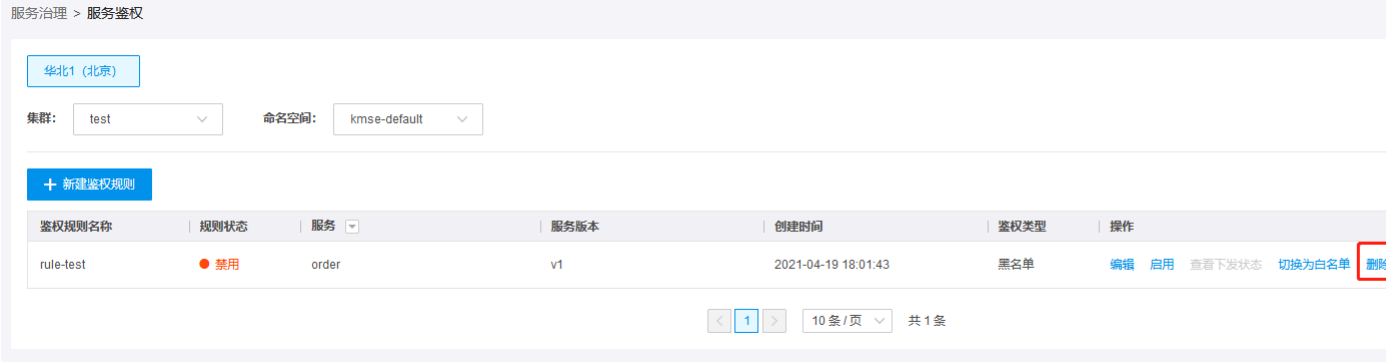 服务治理 > 服务鉴权
华北1（北京）
集群： test 命名空间： kmse-default
新建鉴权规则
鉴权规则名称 规则状态 服务 服务版本 创建时间 鉴权类型 操作
rule-test 禁用 order v1 2021-04-19 18:01:43 黑名单 编辑 启用 查看下发状态 切换为白名单 删除
< 1 > 10 条 / 页 共 1 条